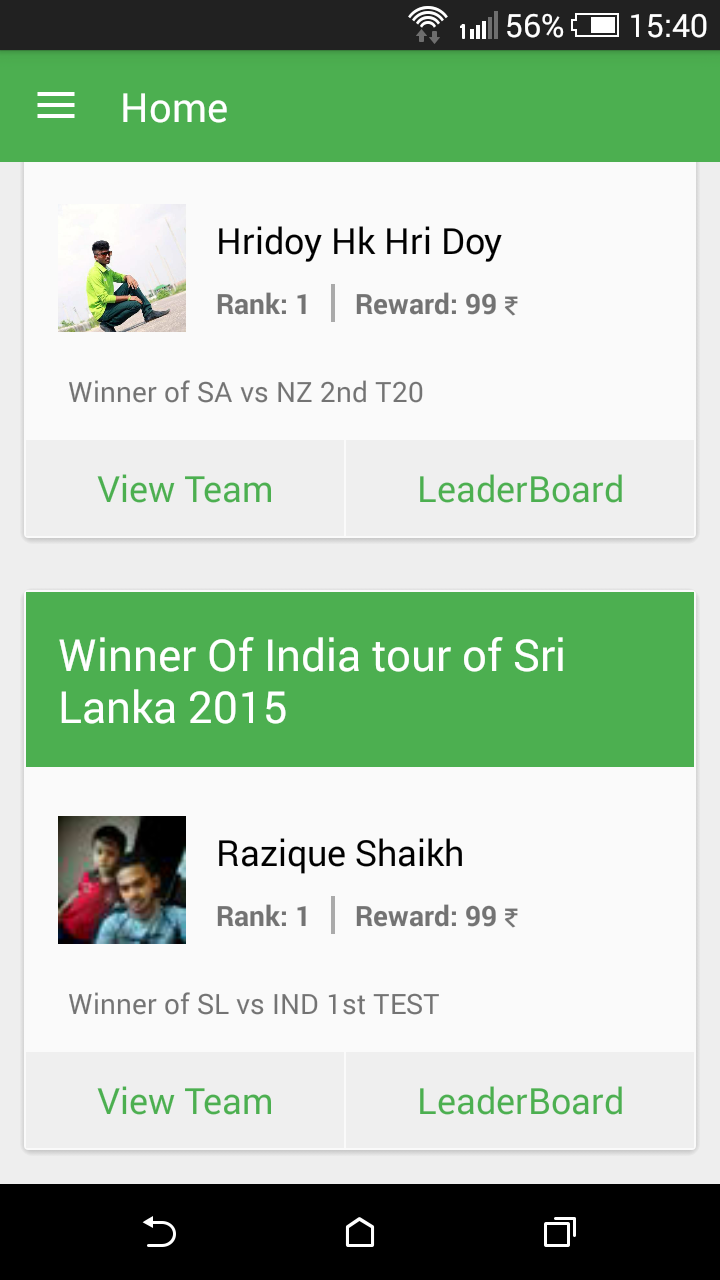 56% 15:40
Home
Hridoy Hk Hri Doy
Rank: 1 Reward: 99 ₹
Winner of SA vs NZ 2nd T20
View Team LeaderBoard
Winner Of India tour of Sri
Lanka 2015
Razique Shaikh
Rank: 1 Reward: 99 ₹
Winner of SL vs IND 1st TEST
View Team LeaderBoard